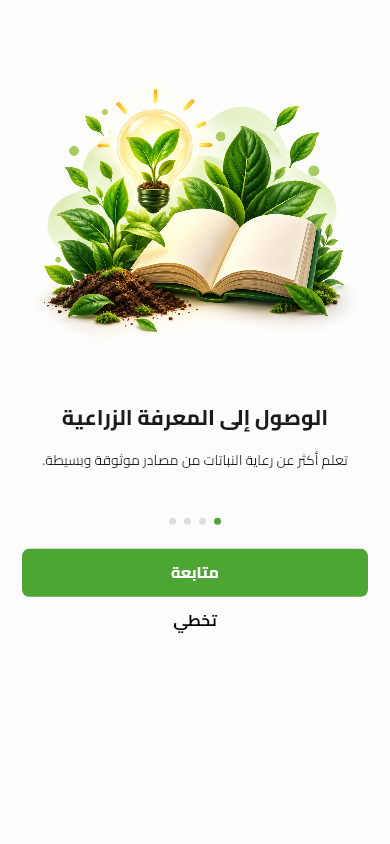 الوصول إلى المعرفة الزراعية
تعلم أكثر عن رعاية النباتات من مصادر موثوقة وبسيطة.
متابعة
تخطي